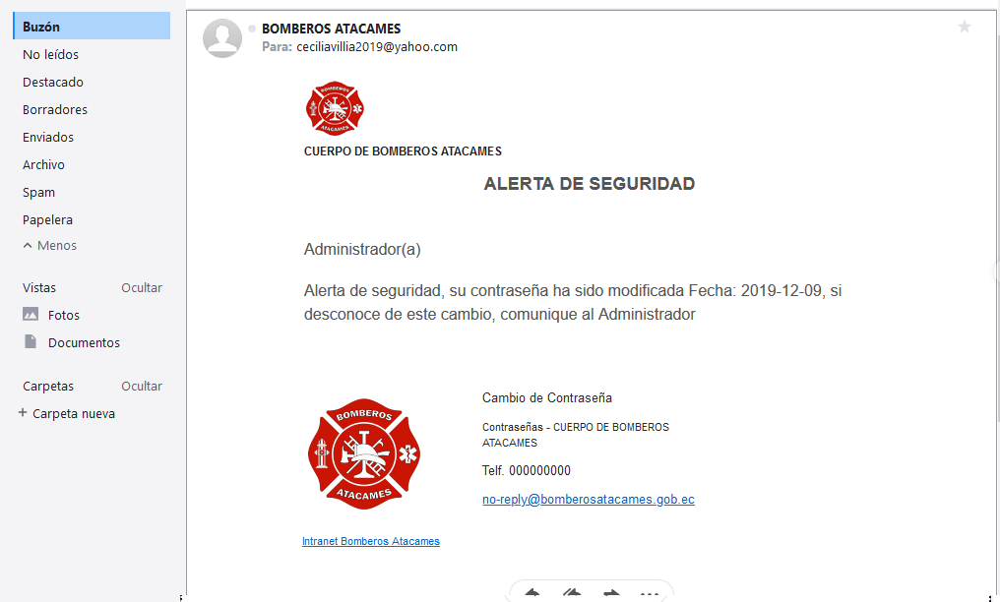 Buzón
No leídos
Destacado
Borradores
Enviados
Archivo
Spam
Papelera
Menos
Vistas Ocultar
Fotos
Documentos
Carpetas Ocultar
+ Carpeta nueva
BOMBEROS ATACAMES
Para: ceciliavillia2019@yahoo.com
BOMBEROS
ATACAMES
CUERPO DE BOMBEROS ATACAMES
ALERTA DE SEGURIDAD
Administrador(a)
Alerta de seguridad, su contraseña ha sido modificada Fecha: 2019-12-09, si
desconoce de este cambio, comunique al Administrador
BOMBEROS
ATACAMES
Cambio de Contraseña
Contraseñas - CUERPO DE BOMBEROS
ATACAMES
Telf. 000000000
no-reply@bomberosatacames.gob.ec
Intranet Bomberos Atacames